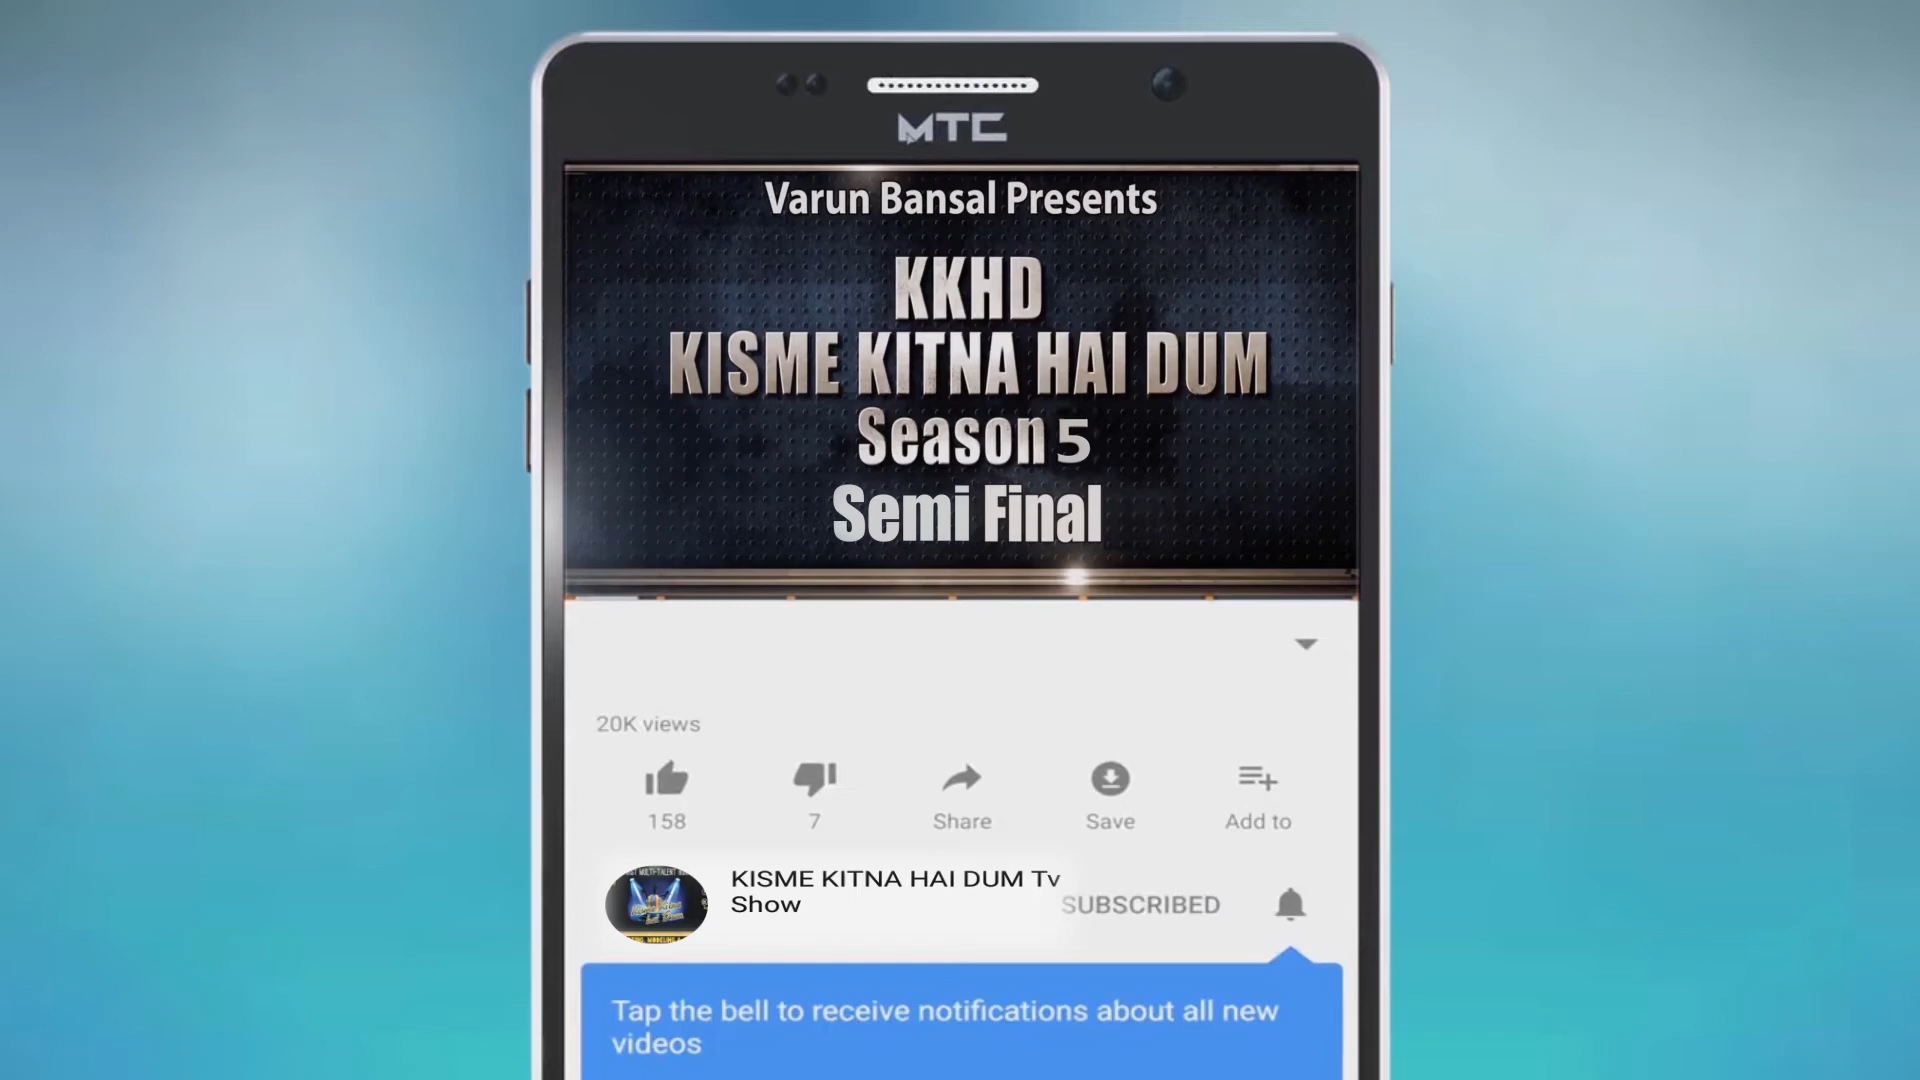 MTC
Varun Bansal Presents
KKHD
KISME KITNA HAI DUM
Season 5
Semi Final
20K views
158
7
Share
Save
Add to
KISME KITNA HAI DUM Tv
Show
SUBSCRIBED
Tap the bell to receive notifications about all new
videos